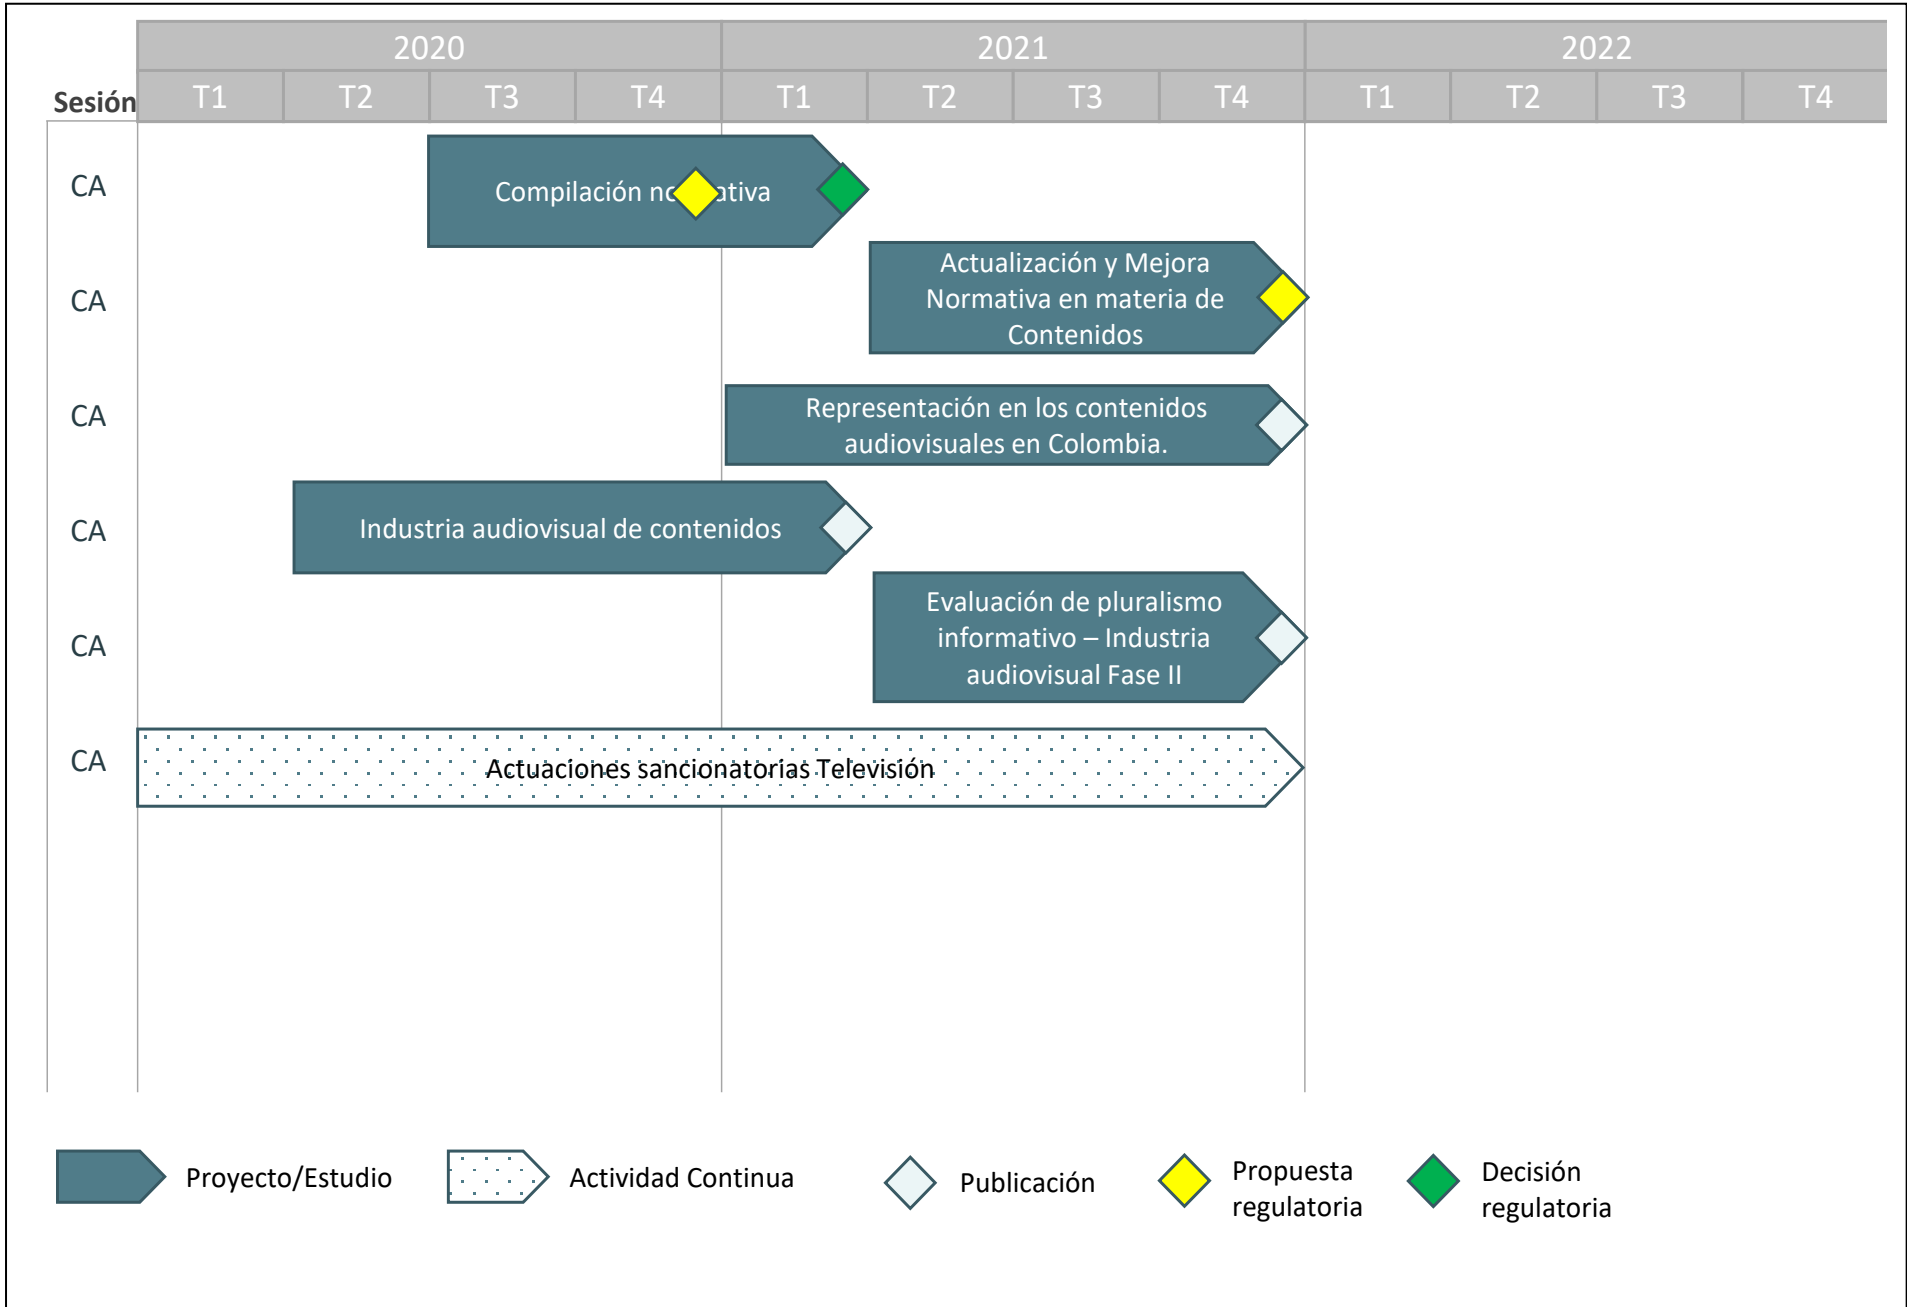 2020 2021 2022
Sesión T1 T2 T3 T4 T1 T2 T3 T4 T1 T2 T3 T4
CA
Compilación no ativa
CA
Actualización y Mejora
Normativa en materia de
Contenidos
CA
Representación en los contenidos
audiovisuales en Colombia.
CA
Industria audiovisual de contenidos
CA
Evaluación de pluralismo
informativo – Industria
audiovisual Fase II
CA
Actuaciones sancionatorias Televisión
Proyecto/Estudio
Actividad Continua
Publicación
Propuesta
regulatoria
Decisión
regulatoria